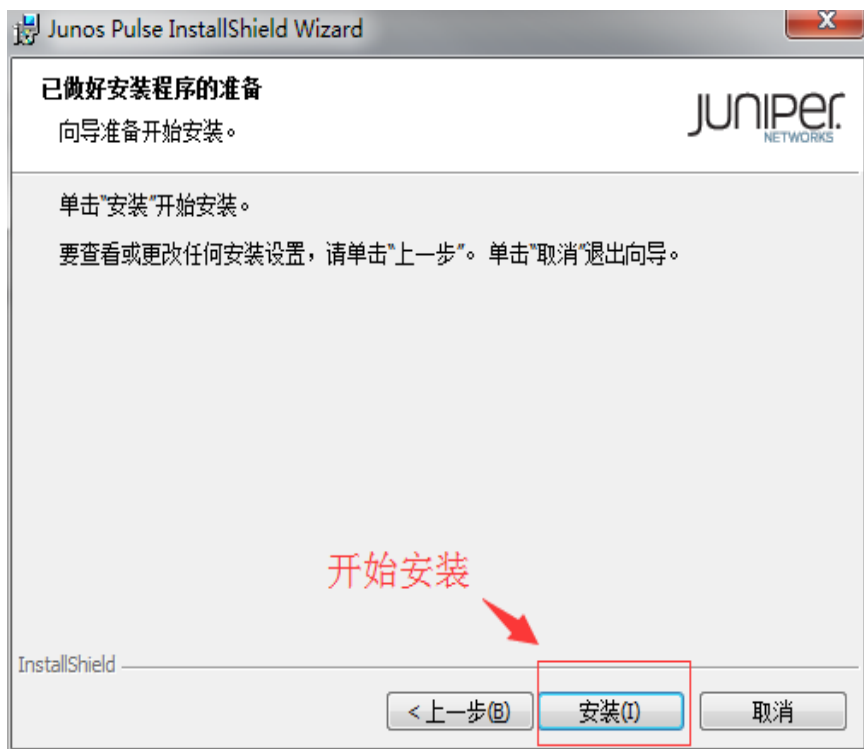 Junos Pulse InstallShield Wizard
已做好安装程序的准备
向导准备开始安装。
JUNIPER
NETWORKS
单击"安装"开始安装。
要查看或更改任何安装设置，请单击"上一步"。单击"取消"退出向导。
开始安装
InstallShield
<上一步(B)
安装(I)
取消